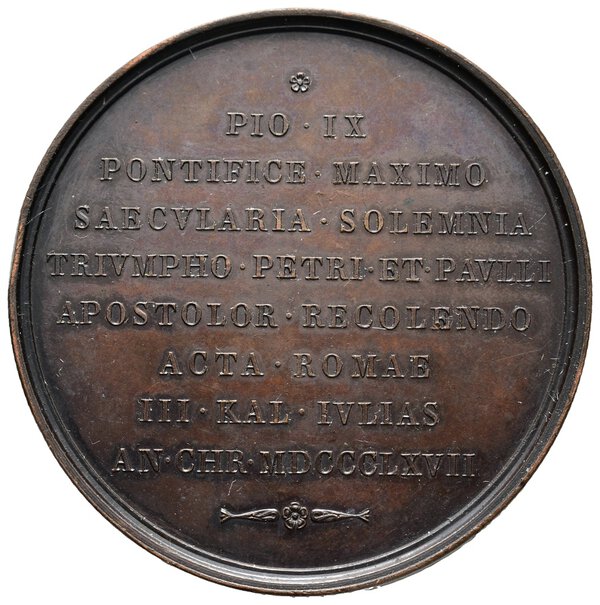 PIO · IX
PONTIFICE · MAXIMO
SAECVLARIA · SOLEMNIA
TRIVMPHO · PETRI · ET · PAVLLI
APOSTOLOR · RECOLENDO
ACTA · ROMAE
III · KAL · IVLIAS
AN · CHR · MDCCCLXVII